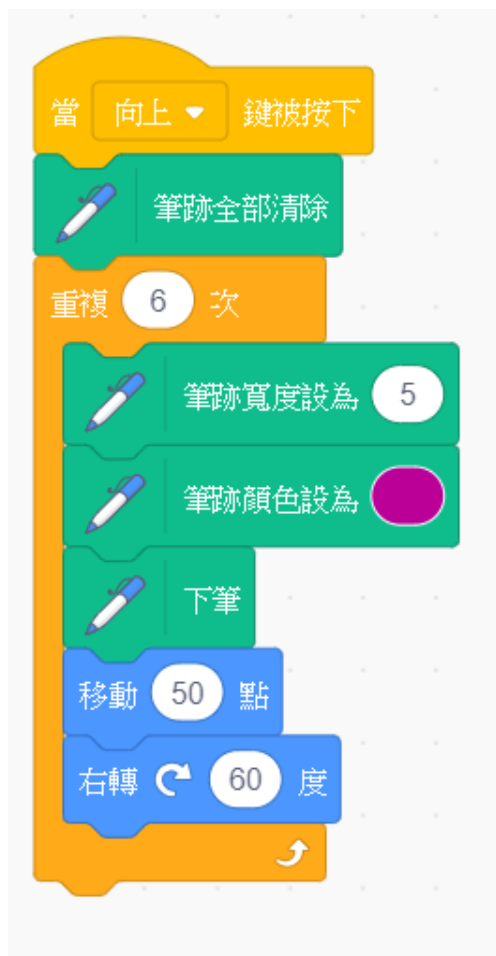 當 向上 鍵被按下
筆跡全部清除
重複 6 次
筆跡寬度設為 5
筆跡顏色設為
下筆
移動 50 點
右轉 60 度